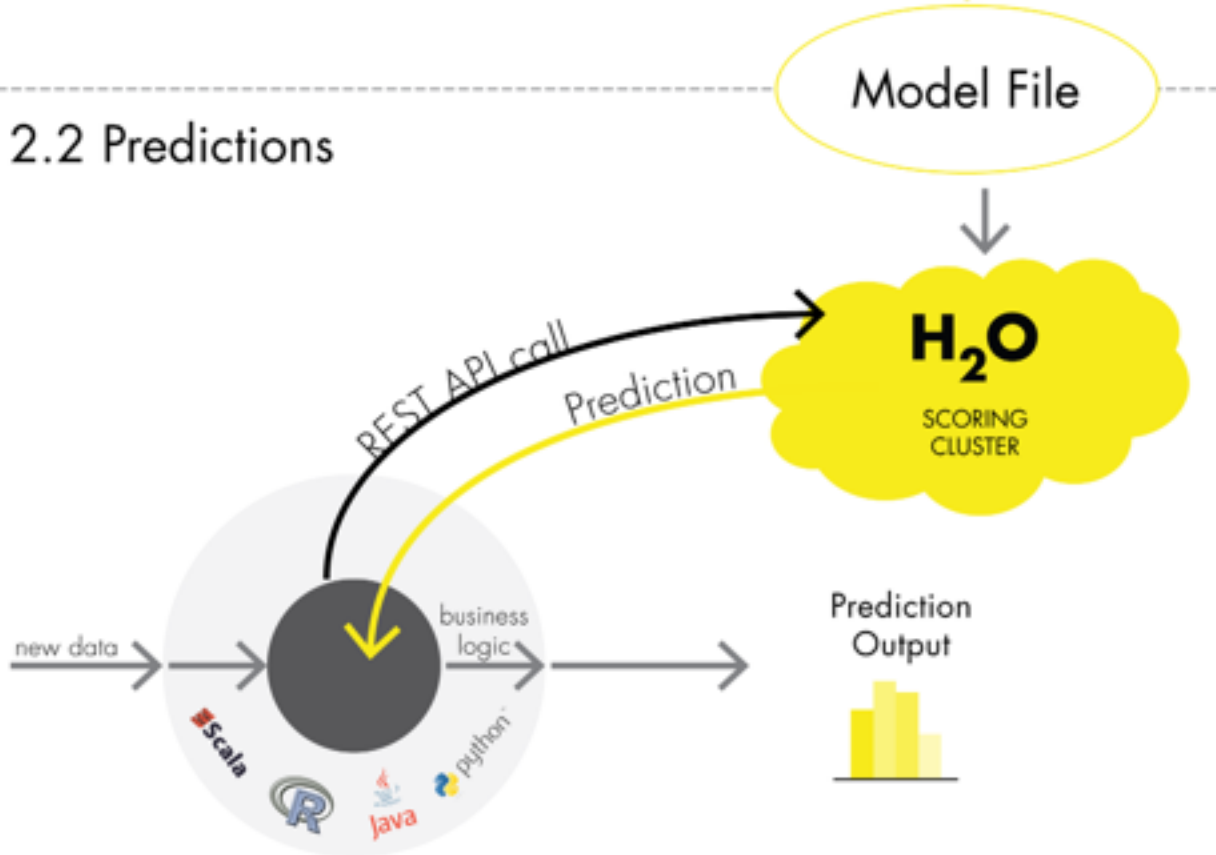 Model File
2.2 Predictions
REST API call
Prediction
H₂O
SCORING
CLUSTER
new data
business
logic
Prediction
Output
Scala
R
Java
python